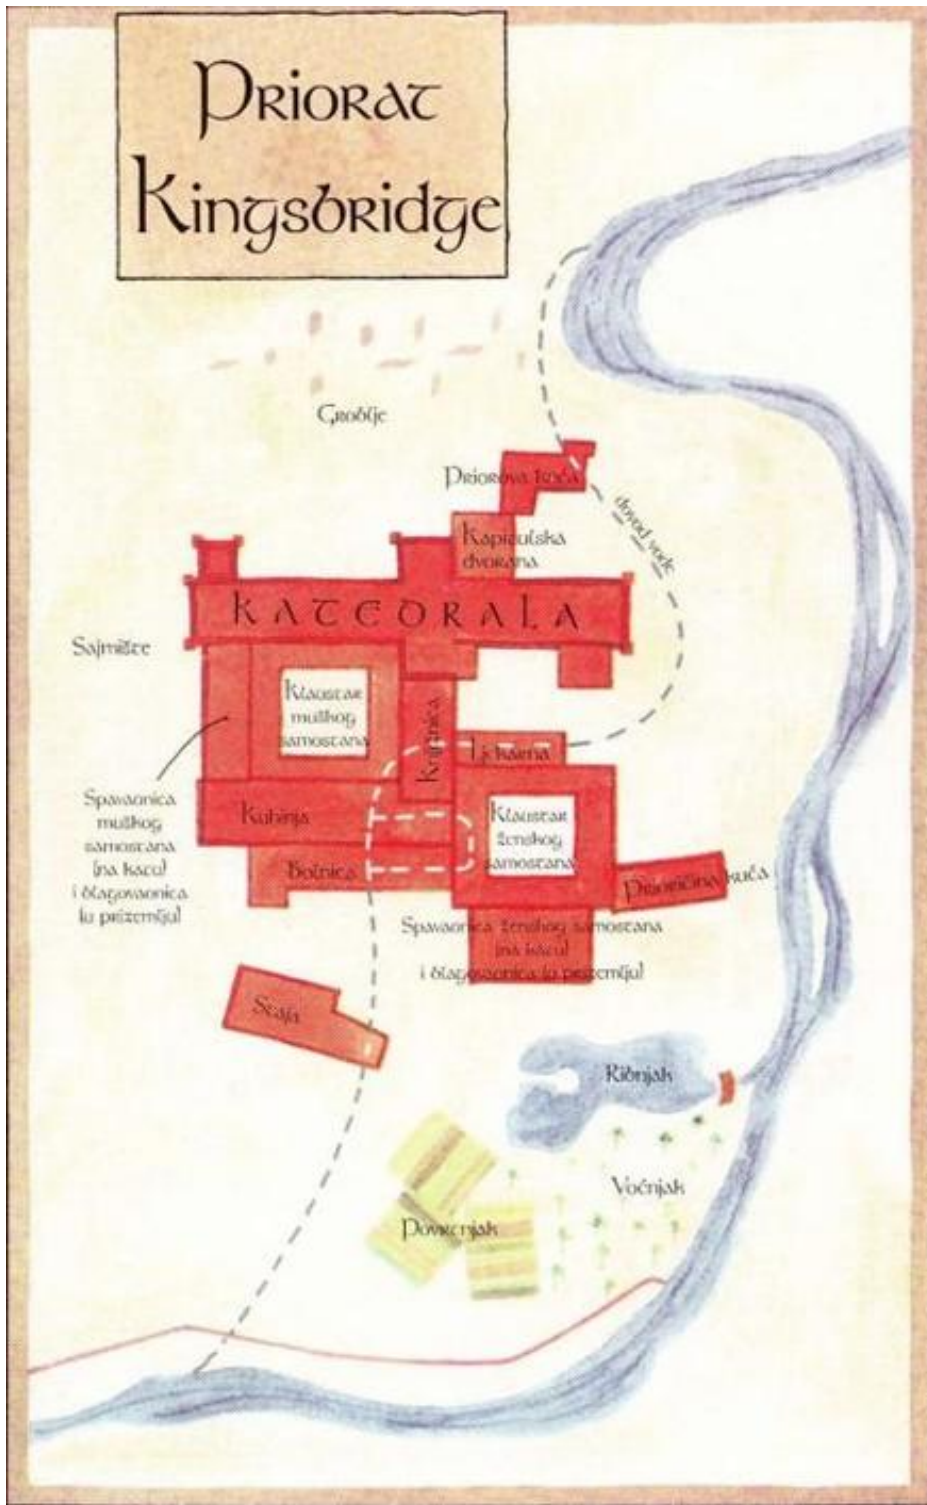 Priorat
Kingsbridge
Groblje
Priorova kuća
Kapitulska
dvorana
dovod vode
KATEDRALA
Sajmište
Klaustar
muškog
samostana
Knjižnica
Ljekarna
Spavaonica
muškog
samostana
(na katu)
i blagovaonica
(u prizemlju)
Kuhinja
Klaustar
ženskog
samostana
Bolnica
Prioričina kuća
Spavaonica ženskog samostana
(na katu)
i blagovaonica (u prizemlju)
Staja
Ribnjak
Voćnjak
Povrtnjak